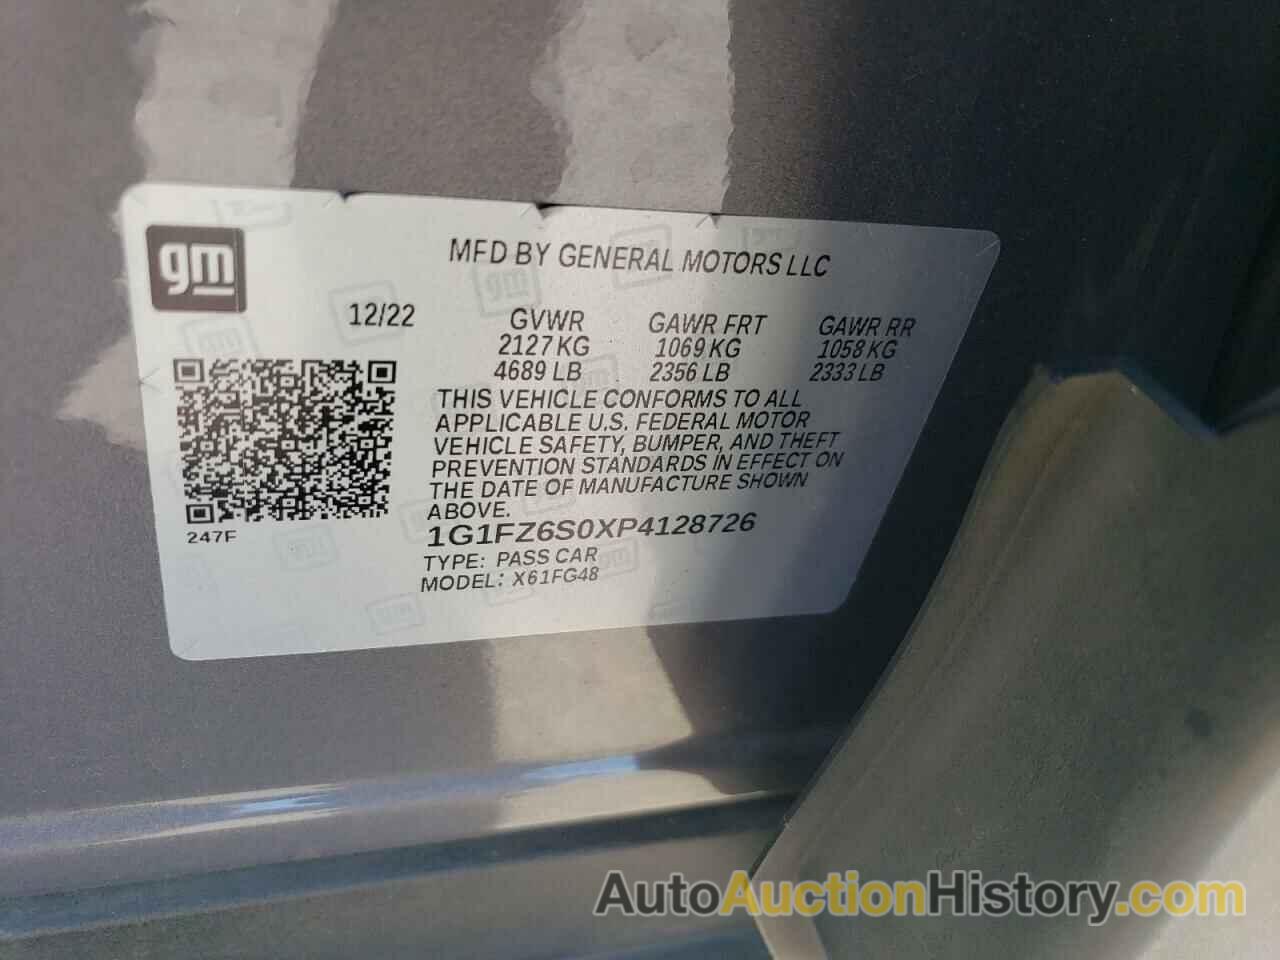 gm
MFD BY GENERAL MOTORS LLC
12/22 GVWR GAWR FRT GAWR RR
2127 KG 1069 KG 1058 KG
4689 LB 2356 LB 2333 LB
THIS VEHICLE CONFORMS TO ALL
APPLICABLE U.S. FEDERAL MOTOR
VEHICLE SAFETY, BUMPER, AND THEFT
PREVENTION STANDARDS IN EFFECT ON
THE DATE OF MANUFACTURE SHOWN
ABOVE.
247F
1G1FZ6S0XP4128726
TYPE: PASS CAR
MODEL: X61FG48
AutoAuctionHistory.com